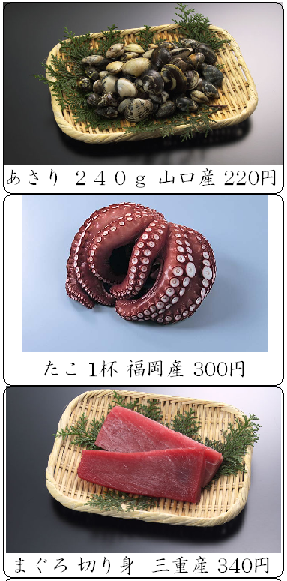 あさり ２４０ｇ 山口産 220円
たこ 1杯 福岡産 300円
まぐろ 切り身 三重産 340円